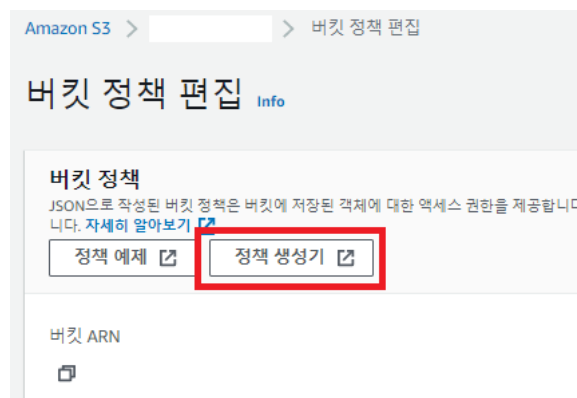 Amazon S3 > > 버킷 정책 편집
버킷 정책 편집 Info
버킷 정책
JSON으로 작성된 버킷 정책은 버킷에 저장된 객체에 대한 액세스 권한을 제공합니다
니다. 자세히 알아보기
정책 예제 정책 생성기
버킷 ARN